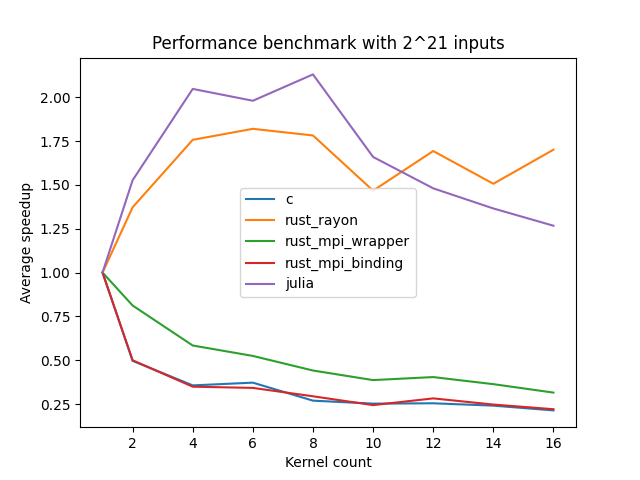 Performance benchmark with 2^21 inputs
Average speedup
2.00
1.75
1.50
1.25
1.00
0.75
0.50
0.25
c
rust_rayon
rust_mpi_wrapper
rust_mpi_binding
julia
2 4 6 8 10 12 14 16
Kernel count